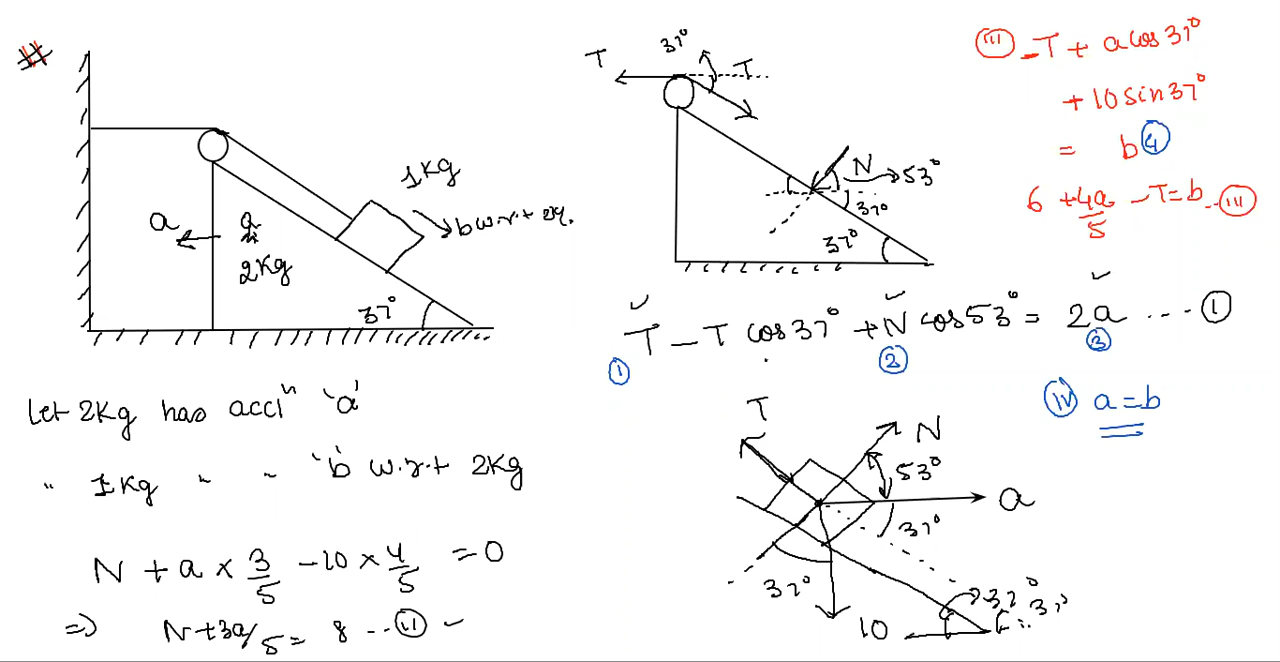 #
1kg
b w.r.t 2kg.
a
2kg
37°
Let 2kg has accⁿ 'a'
" 1kg " " 'b' w.r.t 2kg
N + a × 3/5 - 10 × 4/5 = 0
⇒ N + 3a/5 = 8 ... (ii)
T
37°
T
N
53°
37°
37°
(iii) -T + a cos 37°
+ 10 sin 37°
= b (4)
6 + 4a/5 - T = b .. (iii)
T - T cos 37° + N cos 53° = 2a .... (1)
(1) (2) (3)
(iv) a = b
T
N
53°
a
37°
37°
10
37°
37°